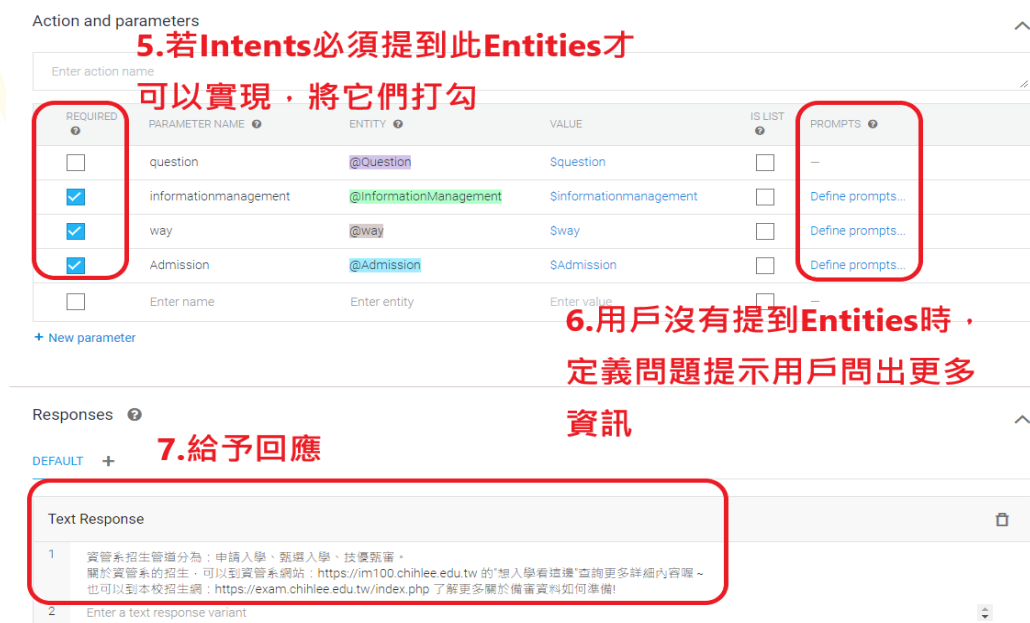 Action and parameters
5.若Intents必須提到此Entities才
Enter action name
可以實現，將它們打勾
REQUIRED
PARAMETER NAME
ENTITY
VALUE
IS LIST
PROMPTS
question @Question $question –
informationmanagement @InformationManagement $informationmanagement Define prompts...
way @way $way Define prompts...
Admission @Admission $Admission Define prompts...
Enter name Enter entity Enter value –
6.用戶沒有提到Entities時，
+ New parameter
定義問題提示用戶問出更多
資訊
Responses
7.給予回應
DEFAULT +
Text Response
1 資管系招生管道分為：申請入學、甄選入學、技優甄審。
關於資管系的招生，可以到資管系網站：https://im100.chihlee.edu.tw 的"想入學看這邊"查詢更多詳細內容喔～
也可以到本校招生網：https://exam.chihlee.edu.tw/index.php 了解更多關於備審資料如何準備!
2 Enter a text response variant